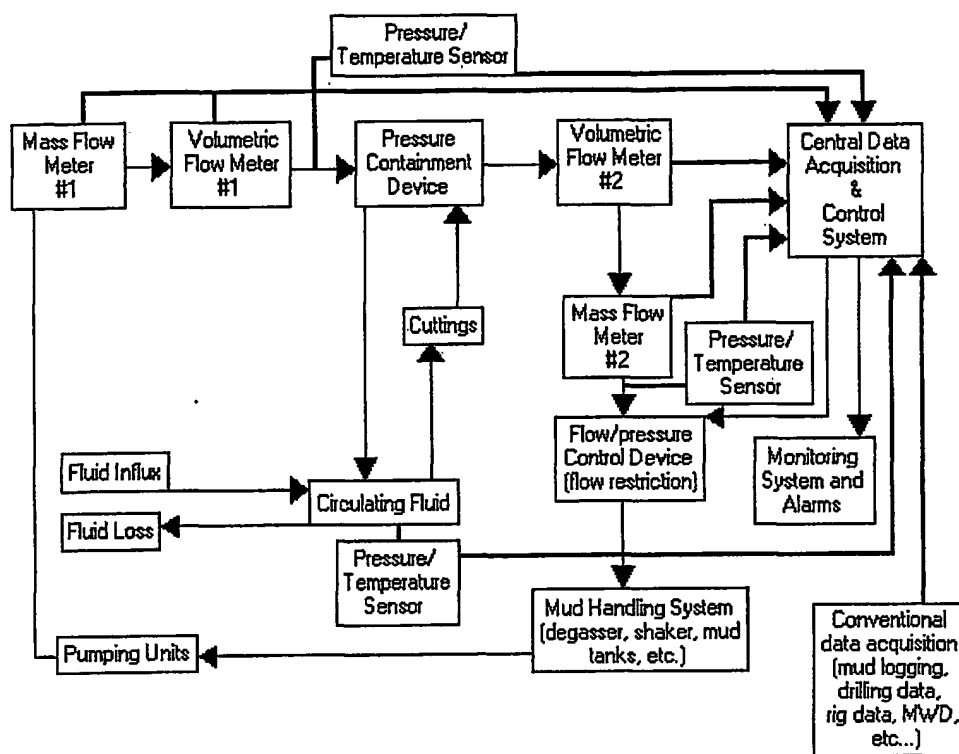 Pressure/
Temperature Sensor
Mass Flow
Meter
#1
Volumetric
Flow Meter
#1
Pressure
Containment
Device
Volumetric
Flow Meter
#2
Central Data
Acquisition
&
Control
System
Cuttings
Mass Flow
Meter
#2
Pressure/
Temperature
Sensor
Flow/pressure
Control Device
(flow restriction)
Monitoring
System and
Alarms
Fluid Influx
Circulating Fluid
Fluid Loss
Pressure/
Temperature
Sensor
Mud Handling System
(degasser, shaker, mud
tanks, etc.)
Pumping Units
Conventional
data acquisition
(mud logging,
drilling data,
rig data, MWD,
etc...)